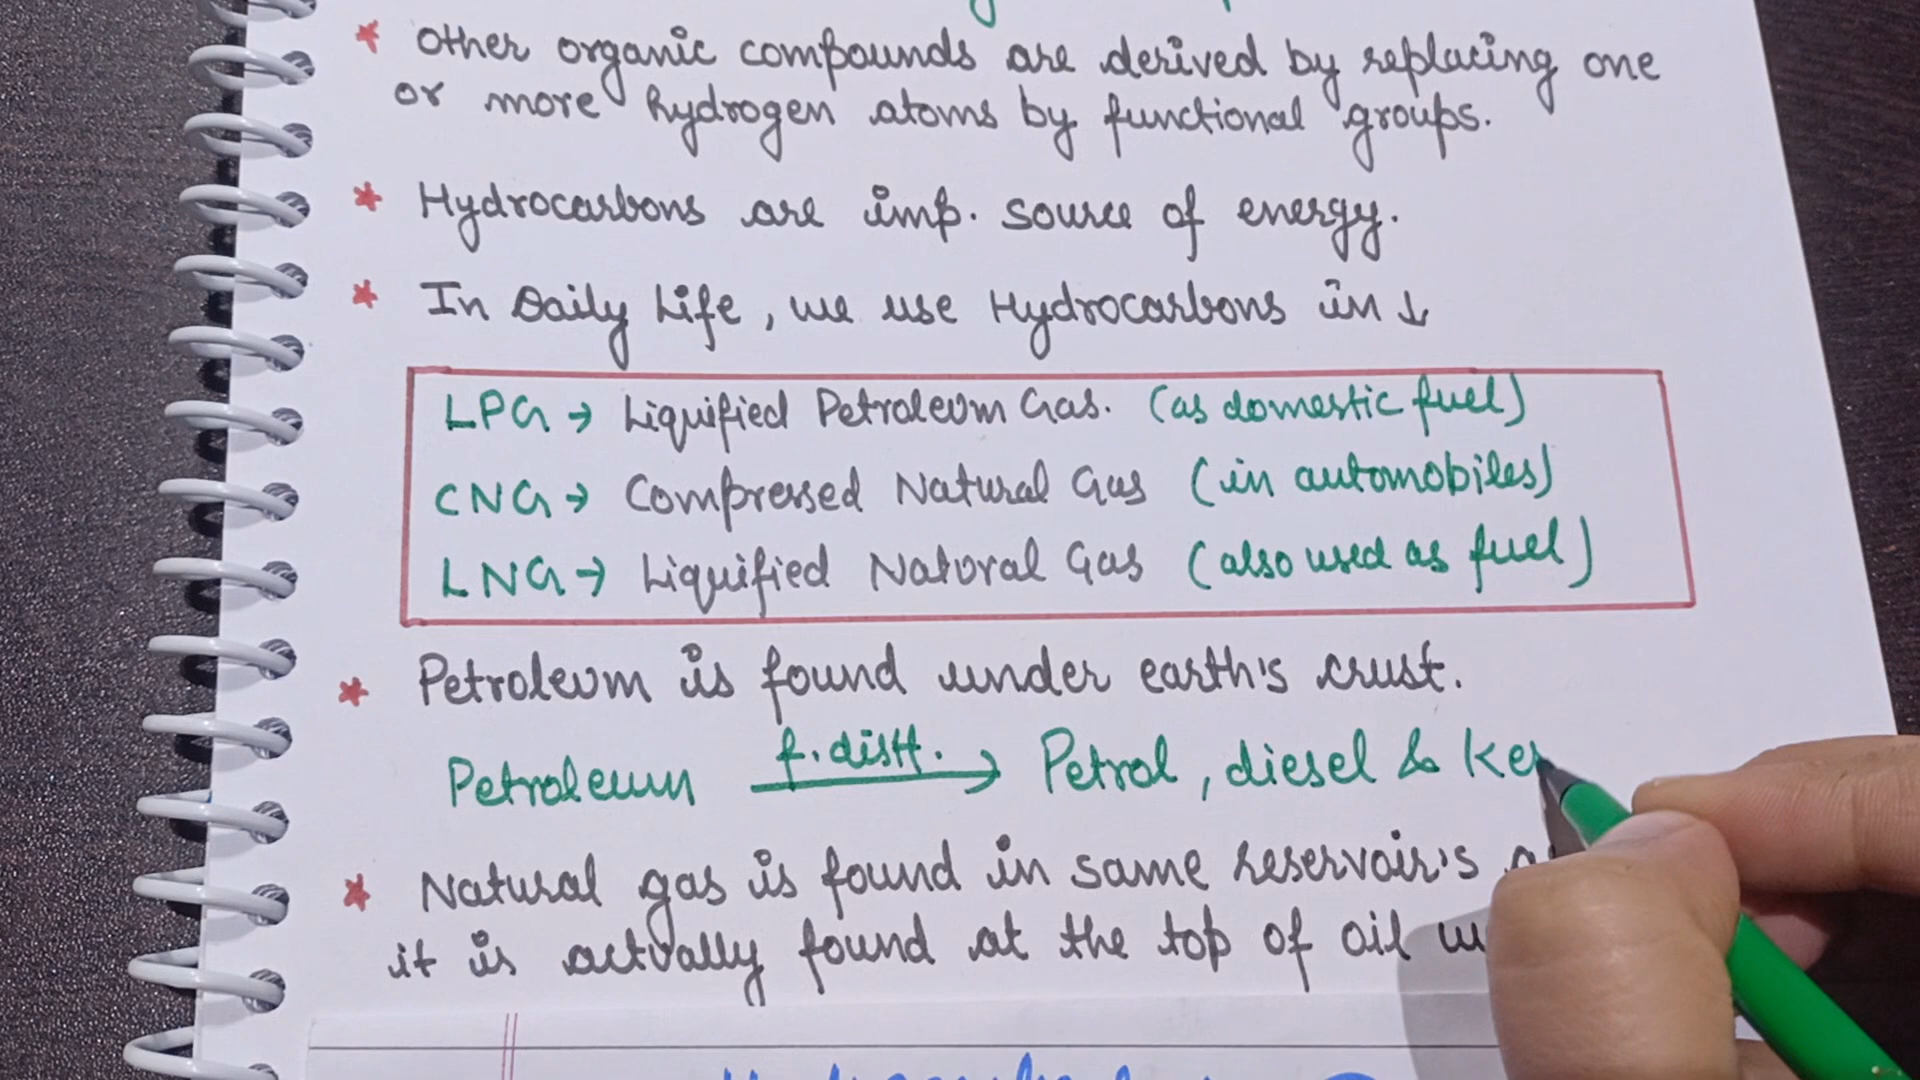 * Other organic compounds are derived by replacing one
or more hydrogen atoms by functional groups.
* Hydrocarbons are imp. source of energy.
* In Daily Life, we use Hydrocarbons in ↓
LPG → Liquified Petroleum Gas. (as domestic fuel)
CNG → Compressed Natural Gas (in automobiles)
LNG → Liquified Natural Gas (also used as fuel)
* Petroleum is found under earth's crust.
Petroleum f. distt. → Petrol, diesel & Ker
* Natural gas is found in same reservoir's
it is actually found at the top of oil